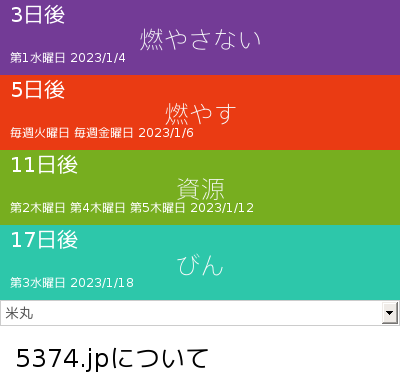 3日後
燃やさない
第1水曜日 2023/1/4
5日後
燃やす
毎週火曜日 毎週金曜日 2023/1/6
11日後
資源
第2木曜日 第4木曜日 第5木曜日 2023/1/12
17日後
びん
第3水曜日 2023/1/18
米丸
5374.jpについて